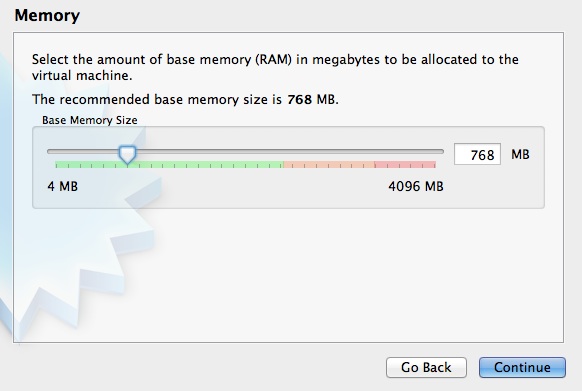 Memory
Select the amount of base memory (RAM) in megabytes to be allocated to the
virtual machine.
The recommended base memory size is 768 MB.
Base Memory Size
768 MB
4 MB 4096 MB
Go Back Continue